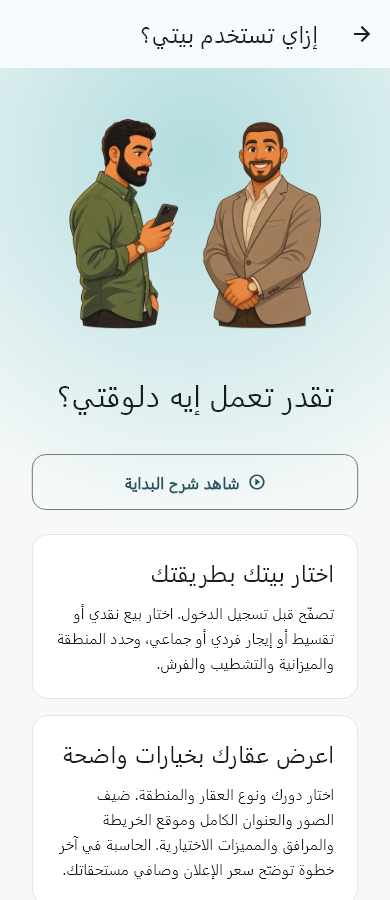 إزاي تستخدم بيتي؟
تقدر تعمل إيه دلوقتي؟
شاهد شرح البداية
اختار بيتك بطريقتك
تصفّح قبل تسجيل الدخول. اختار بيع نقدي أو
تقسيط أو إيجار فردي أو جماعي، وحدد المنطقة
والميزانية والتشطيب والفرش.
اعرض عقارك بخيارات واضحة
اختار دورك ونوع العقار والمنطقة. ضيف
الصور والعنوان الكامل وموقع الخريطة
والمرافق والمميزات الاختيارية. الحاسبة في آخر
خطوة توضّح سعر الإعلان وصافي مستحقاتك.